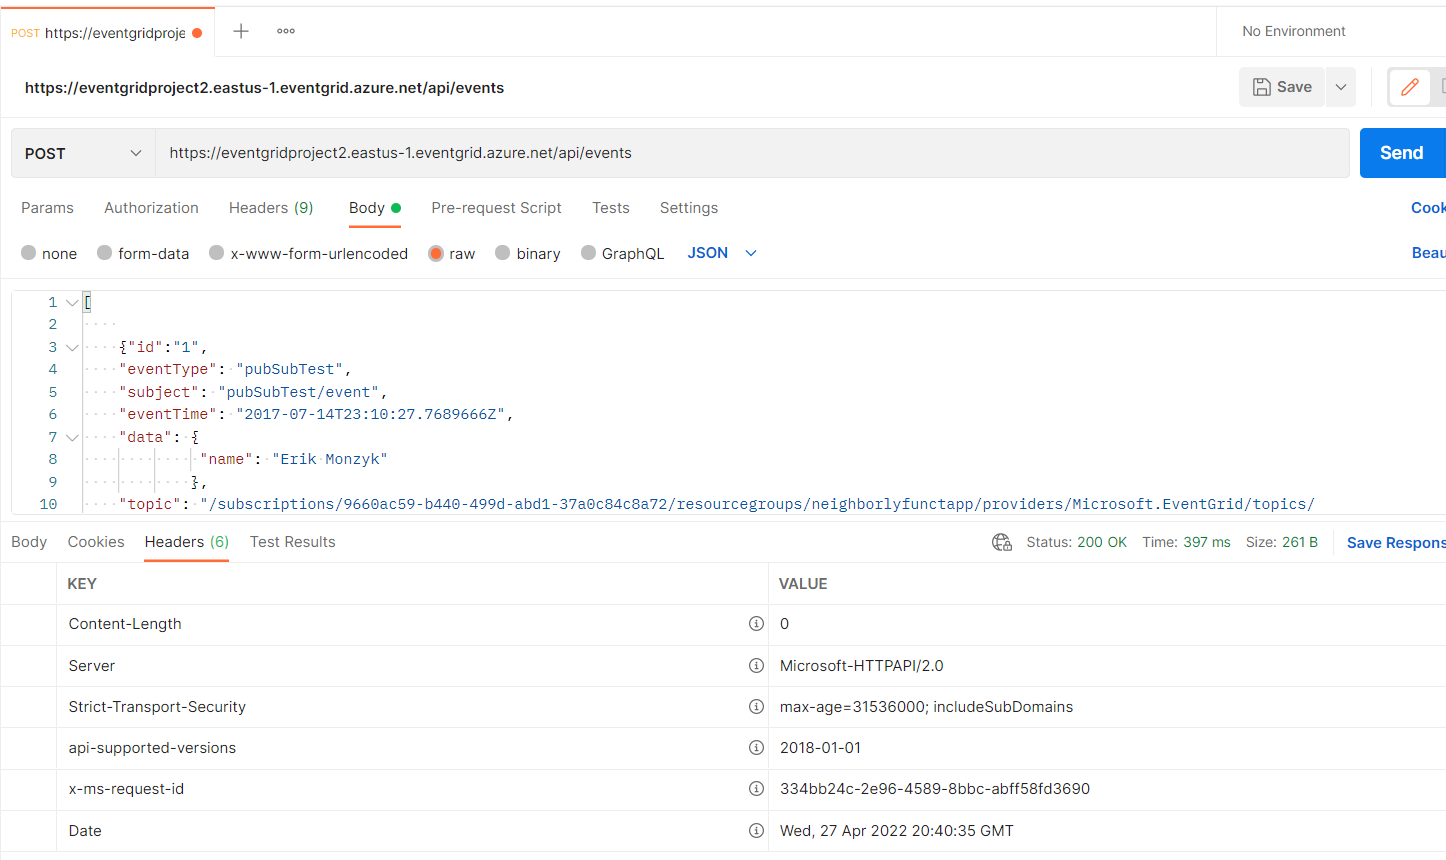 POST https://eventgridproje
No Environment
https://eventgridproject2.eastus-1.eventgrid.azure.net/api/events
Save
POST https://eventgridproject2.eastus-1.eventgrid.azure.net/api/events Send
Params Authorization Headers (9) Body Pre-request Script Tests Settings Cook
none form-data x-www-form-urlencoded raw binary GraphQL JSON Beau
1 [
2
3 {"id":"1",
4 "eventType": "pubSubTest",
5 "subject": "pubSubTest/event",
6 "eventTime": "2017-07-14T23:10:27.7689666Z",
7 "data": {
8 "name": "Erik Monzyk"
9 },
10 "topic": "/subscriptions/9660ac59-b440-499d-abd1-37a0c84c8a72/resourcegroups/neighborlyfunctapp/providers/Microsoft.EventGrid/topics/
Body Cookies Headers (6) Test Results Status: 200 OK Time: 397 ms Size: 261 B Save Respons
KEY VALUE
Content-Length 0
Server Microsoft-HTTPAPI/2.0
Strict-Transport-Security max-age=31536000; includeSubDomains
api-supported-versions 2018-01-01
x-ms-request-id 334bb24c-2e96-4589-8bbc-abff58fd3690
Date Wed, 27 Apr 2022 20:40:35 GMT